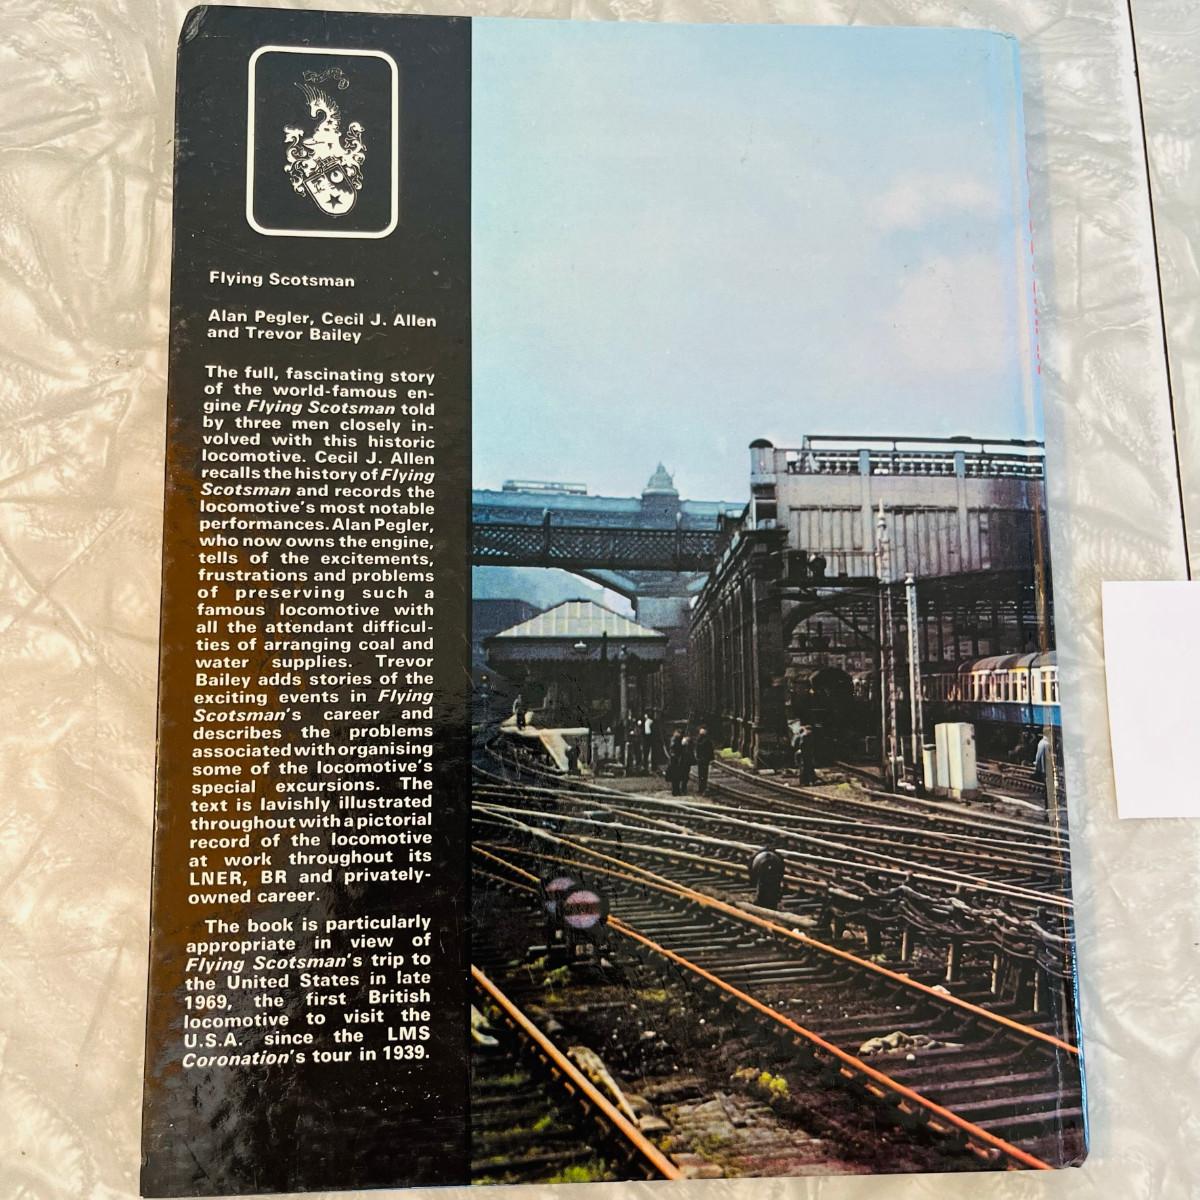 Flying Scotsman
Alan Pegler, Cecil J. Allen
and Trevor Bailey
The full, fascinating story
of the world-famous en-
gine Flying Scotsman told
by three men closely in-
volved with this historic
locomotive. Cecil J. Allen
recalls the history of Flying
Scotsman and records the
locomotive's most notable
performances. Alan Pegler,
who now owns the engine,
tells of the excitements,
frustrations and problems
of preserving such a
famous locomotive with
all the attendant difficul-
ties of arranging coal and
water supplies. Trevor
Bailey adds stories of the
exciting events in Flying
Scotsman's career and
describes the problems
associated with organising
some of the locomotive's
special excursions. The
text is lavishly illustrated
throughout with a pictorial
record of the locomotive
at work throughout its
LNER, BR and privately-
owned career.
The book is particularly
appropriate in view of
Flying Scotsman's trip to
the United States in late
1969, the first British
locomotive to visit the
U.S.A. since the LMS
Coronation's tour in 1939.